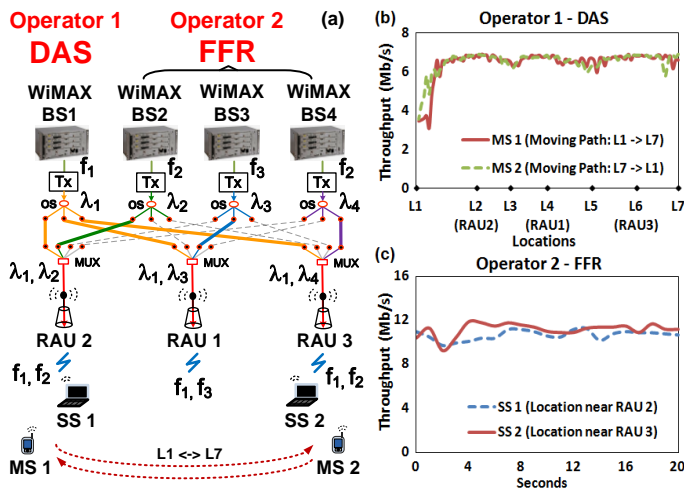 Operator 1 Operator 2 (a)
DAS FFR
WiMAX WiMAX WiMAX WiMAX
BS1 BS2 BS3 BS4
f1 f2 f3 f2
Tx Tx Tx Tx
OS λ1 OS λ2 OS λ3 OS λ4
MUX MUX MUX
λ1, λ2 λ1, λ3 λ1, λ4
RAU 2 RAU 1 RAU 3
f1, f2 f1, f3 f1, f2
SS 1 SS 2
L1 <-> L7
MS 1 MS 2
(b) Operator 1 - DAS
Throughput (Mb/s)
8
6
4
2
0
MS 1 (Moving Path: L1 -> L7)
MS 2 (Moving Path: L7 -> L1)
L1 L2 L3 L4 L5 L6 L7
(RAU2) (RAU1) (RAU3)
Locations
(c) Operator 2 - FFR
Throughput (Mb/s)
16
12
8
4
0
SS 1 (Location near RAU 2)
SS 2 (Location near RAU 3)
0 4 8 12 16 20
Seconds